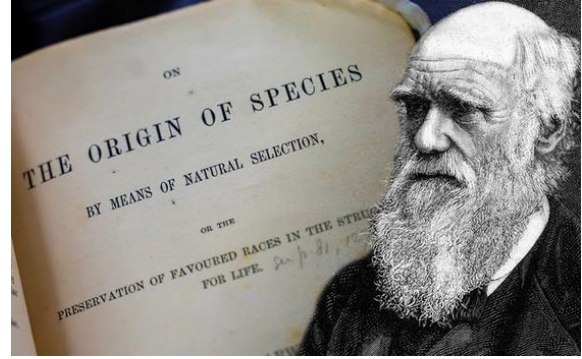 ON
THE ORIGIN OF SPECIES
BY MEANS OF NATURAL SELECTION,
OR THE
PRESERVATION OF FAVOURED RACES IN THE
FOR LIFE.